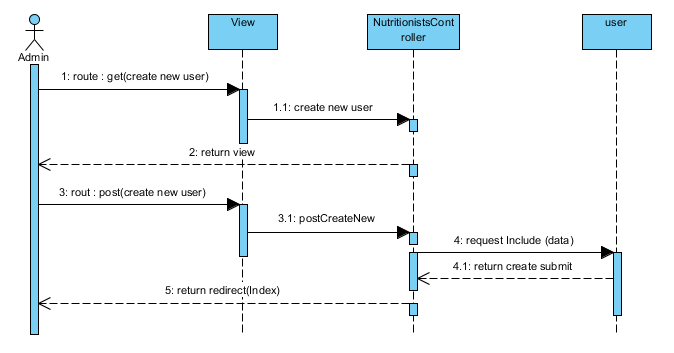 View
NutritionistsCont
roller
user
Admin
1: route : get(create new user)
1.1: create new user
2: return view
3: rout : post(create new user)
3.1: postCreateNew
4: request Include (data)
4.1: return create submit
5: return redirect(Index)